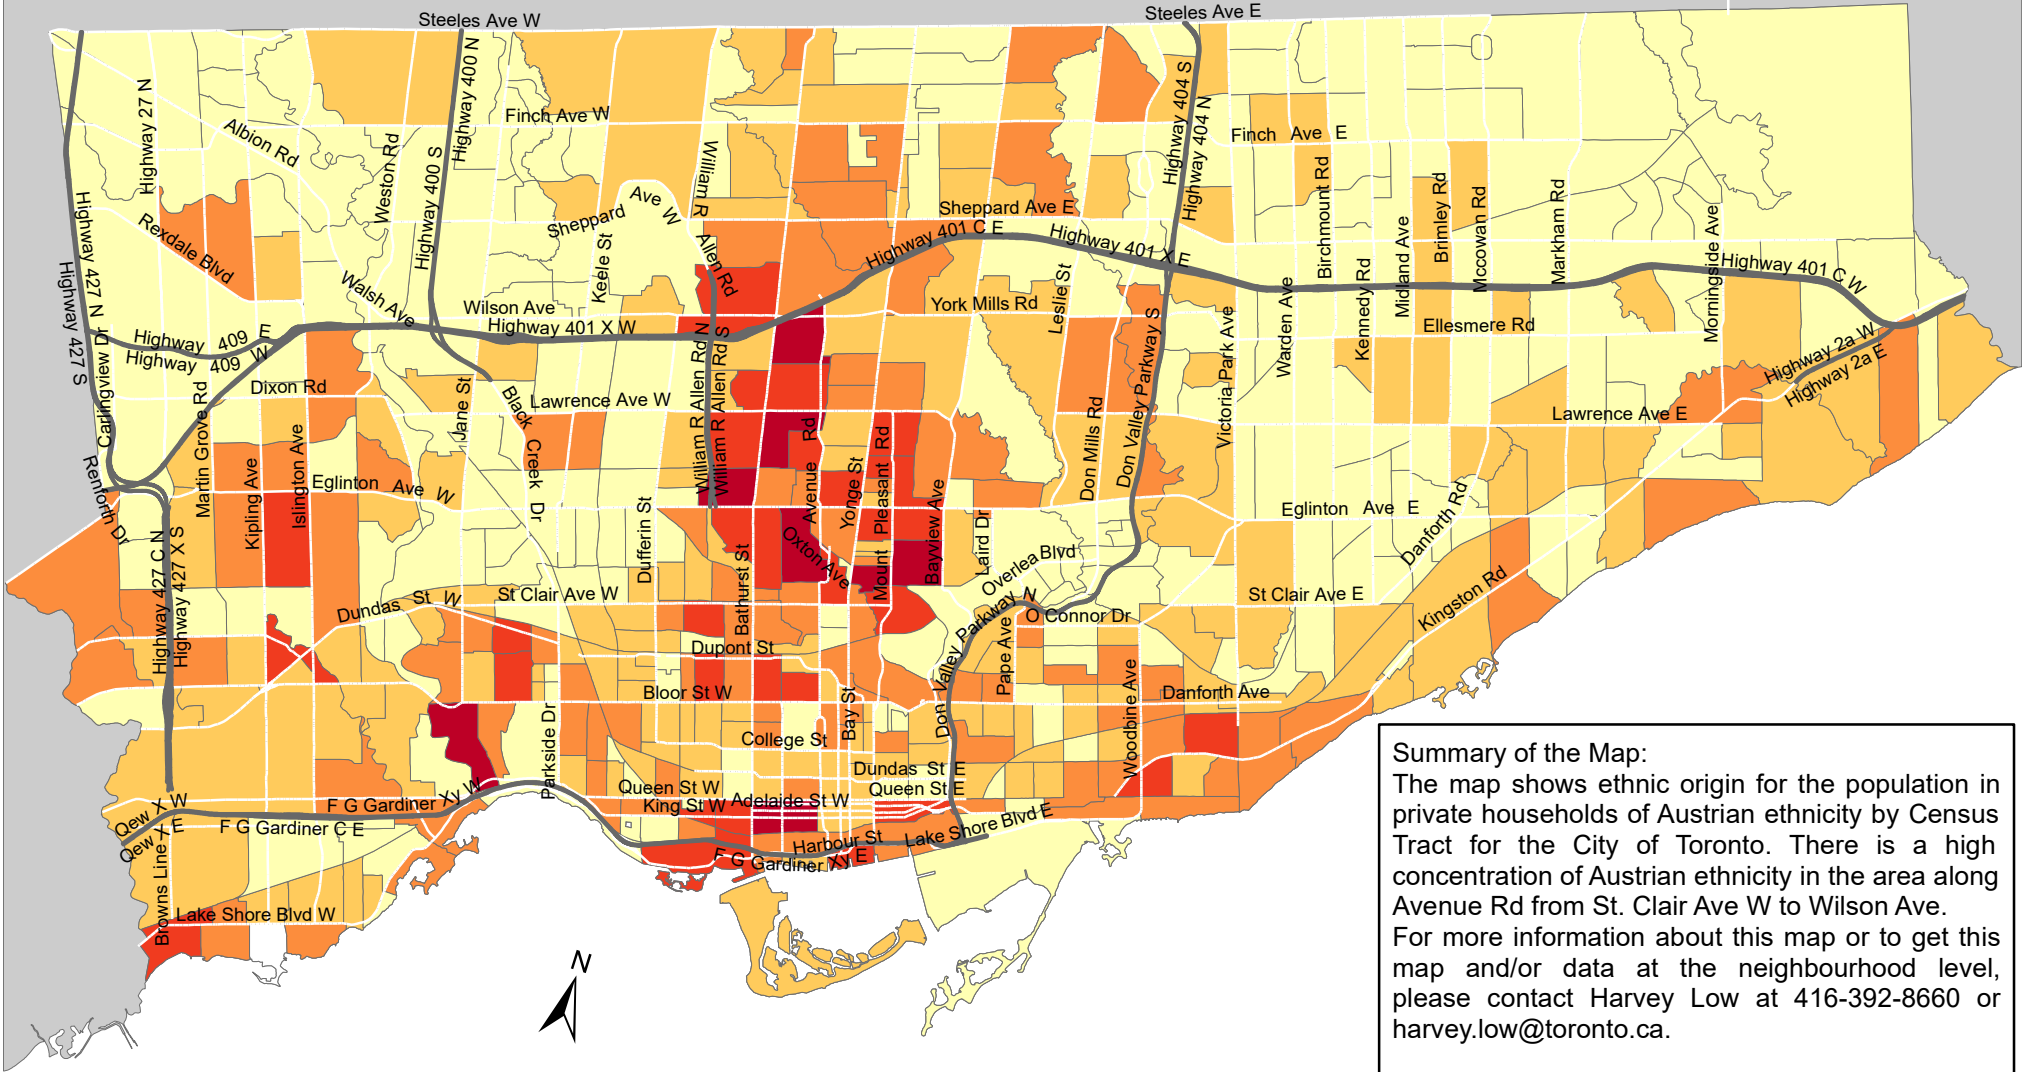 Steeles Ave W
Steeles Ave E
Highway 27 N
Albion Rd
Weston Rd
Highway 400 N
Highway 400 S
Finch Ave W
William R
Allen Rd
Highway 404 S
Highway 404 N
Finch Ave E
Birchmount Rd
Brimley Rd
Mccowan Rd
Markham Rd
Midland Ave
Kennedy Rd
Warden Ave
Morningside Ave
Highway 427 N
Highway 427 N
Highway 427 S
Rexdale Blvd
Walsh Ave
Sheppard Ave W
Keele St
Sheppard Ave E
Highway 401 C E
Highway 401 X E
Highway 401 C W
Wilson Ave
Highway 401 X W
York Mills Rd
Leslie St
Ellesmere Rd
Highway 409 E
Highway 409 W
Highway 2a W
Highway 2a E
Carlingview Dr
Martin Grove Rd
Dixon Rd
Jane St
Black Creek Dr
Lawrence Ave W
William R Allen Rd N
William R Allen Rd S
Avenue Rd
Yonge St
Mount Pleasant Rd
Bayview Ave
Don Mills Rd
Don Valley Parkway S
Victoria Park Ave
Lawrence Ave E
Renforth Dr
Kipling Ave
Islington Ave
Eglinton Ave W
Dufferin St
Bathurst St
Oxton Ave
Laird Dr
Overlea Blvd
Eglinton Ave E
Danforth Rd
Kingston Rd
Highway 427 C N
Highway 427 X S
Dundas St W
St Clair Ave W
St Clair Ave E
Don Valley Parkway N
O Connor Dr
Pape Ave
Dupont St
Bloor St W
Bay St
Woodbine Ave
Danforth Ave
Parkside Dr
College St
Dundas St E
Queen St W
Queen St E
King St W
Adelaide St W
Qew X W
Qew X E
F G Gardiner Xy W
F G Gardiner C E
Harbour St
Lake Shore Blvd E
F G Gardiner Xy E
Browns Line
Lake Shore Blvd W
N
Summary of the Map:
The map shows ethnic origin for the population in
private households of Austrian ethnicity by Census
Tract for the City of Toronto. There is a high
concentration of Austrian ethnicity in the area along
Avenue Rd from St. Clair Ave W to Wilson Ave.
For more information about this map or to get this
map and/or data at the neighbourhood level,
please contact Harvey Low at 416-392-8660 or
harvey.low@toronto.ca.